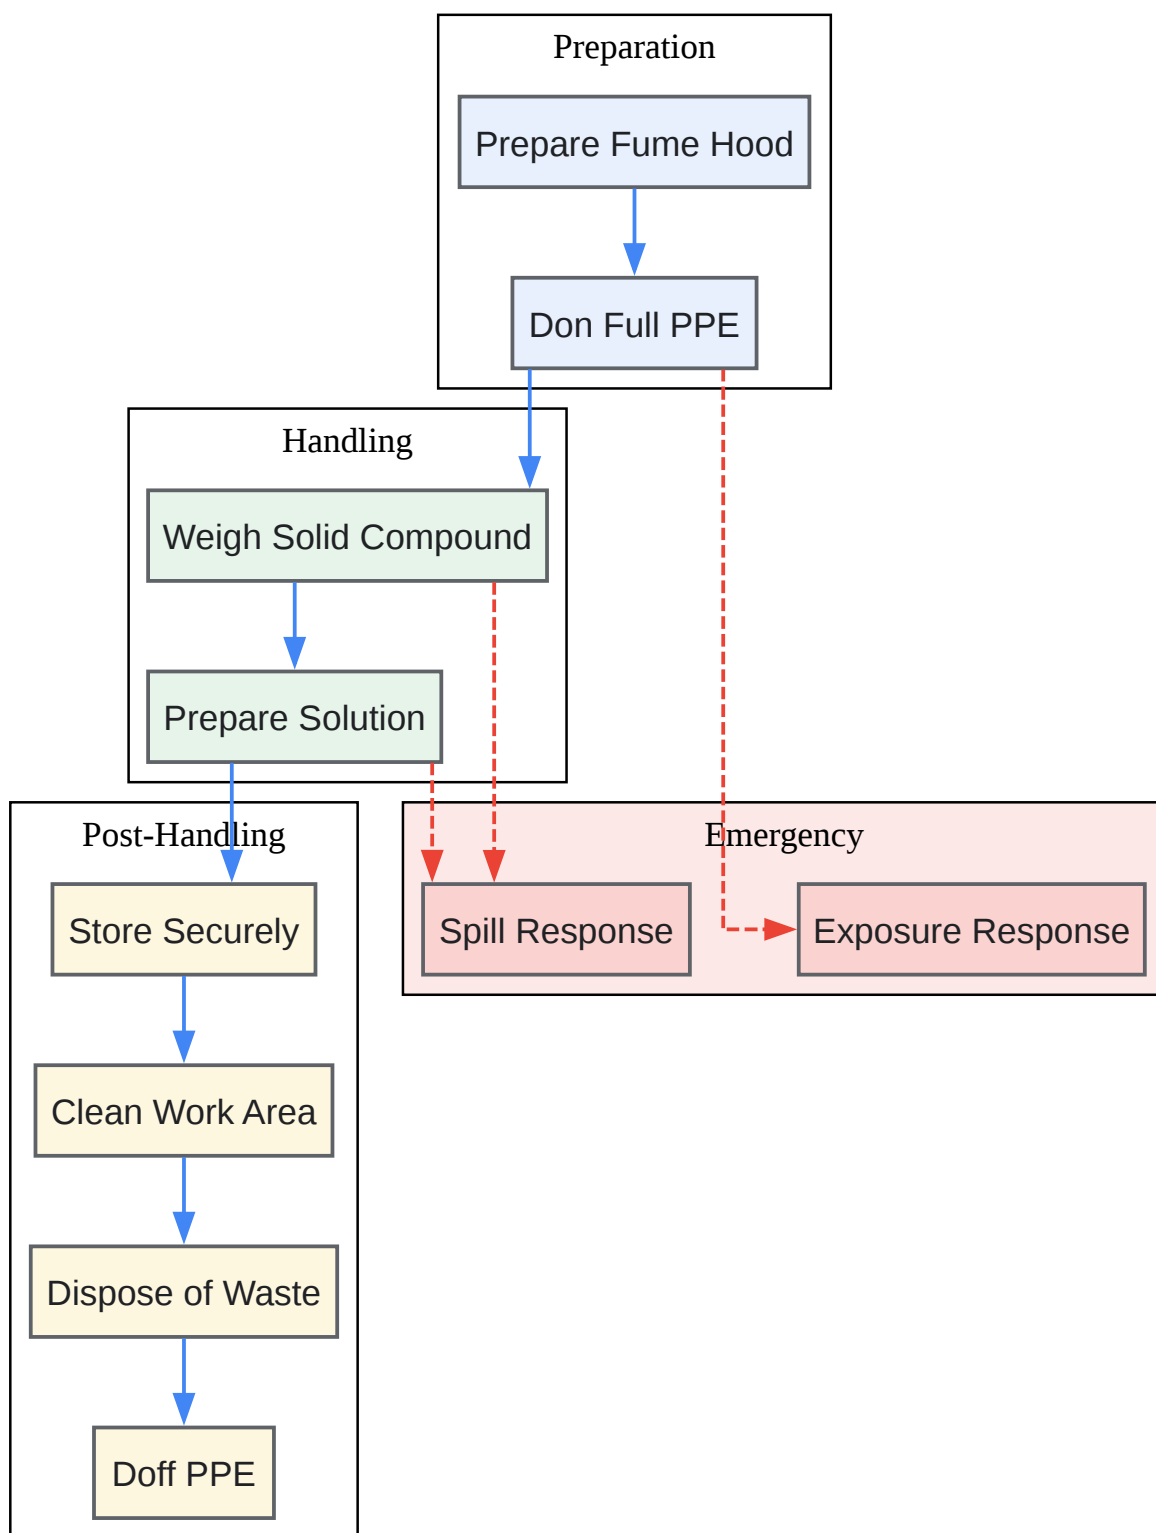 Preparation
Prepare Fume Hood
Don Full PPE
Handling
Weigh Solid Compound
Prepare Solution
Post-Handling
Store Securely
Clean Work Area
Dispose of Waste
Doff PPE
Emergency
Spill Response
Exposure Response